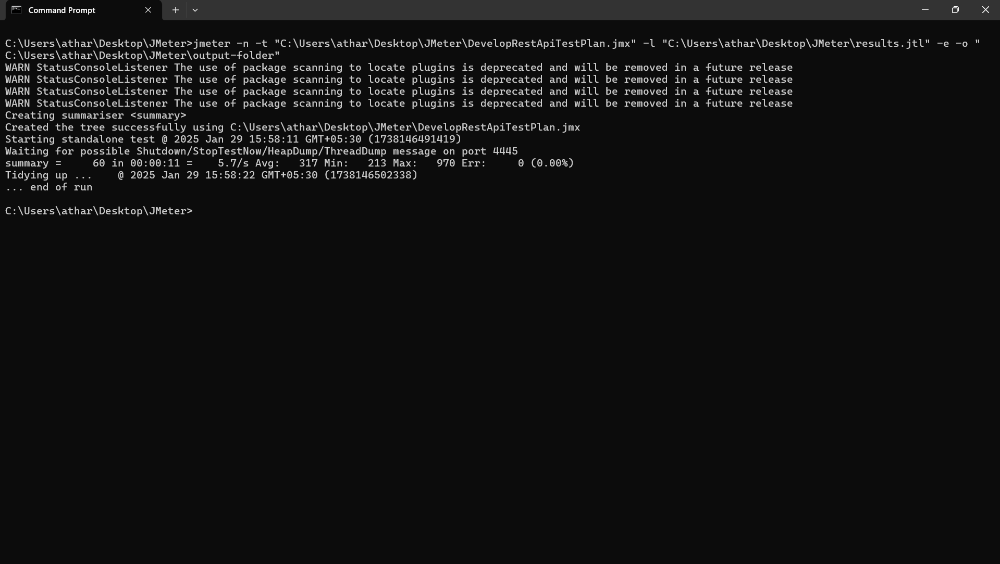 Command Prompt
C:\Users\athar\Desktop\JMeter>jmeter -n -t "C:\Users\athar\Desktop\JMeter\DevelopRestApiTestPlan.jmx" -l "C:\Users\athar\Desktop\JMeter\results.jtl" -e -o "
C:\Users\athar\Desktop\JMeter\output-folder"
WARN StatusConsoleListener The use of package scanning to locate plugins is deprecated and will be removed in a future release
WARN StatusConsoleListener The use of package scanning to locate plugins is deprecated and will be removed in a future release
WARN StatusConsoleListener The use of package scanning to locate plugins is deprecated and will be removed in a future release
WARN StatusConsoleListener The use of package scanning to locate plugins is deprecated and will be removed in a future release
Creating summariser <summary>
Created the tree successfully using C:\Users\athar\Desktop\JMeter\DevelopRestApiTestPlan.jmx
Starting standalone test @ 2025 Jan 29 15:58:11 GMT+05:30 (1738146491419)
Waiting for possible Shutdown/StopTestNow/HeapDump/ThreadDump message on port 4445
summary =     60 in 00:00:11 =    5.7/s Avg:   317 Min:   213 Max:   970 Err:     0 (0.00%)
Tidying up ...    @ 2025 Jan 29 15:58:22 GMT+05:30 (1738146502338)
... end of run
C:\Users\athar\Desktop\JMeter>